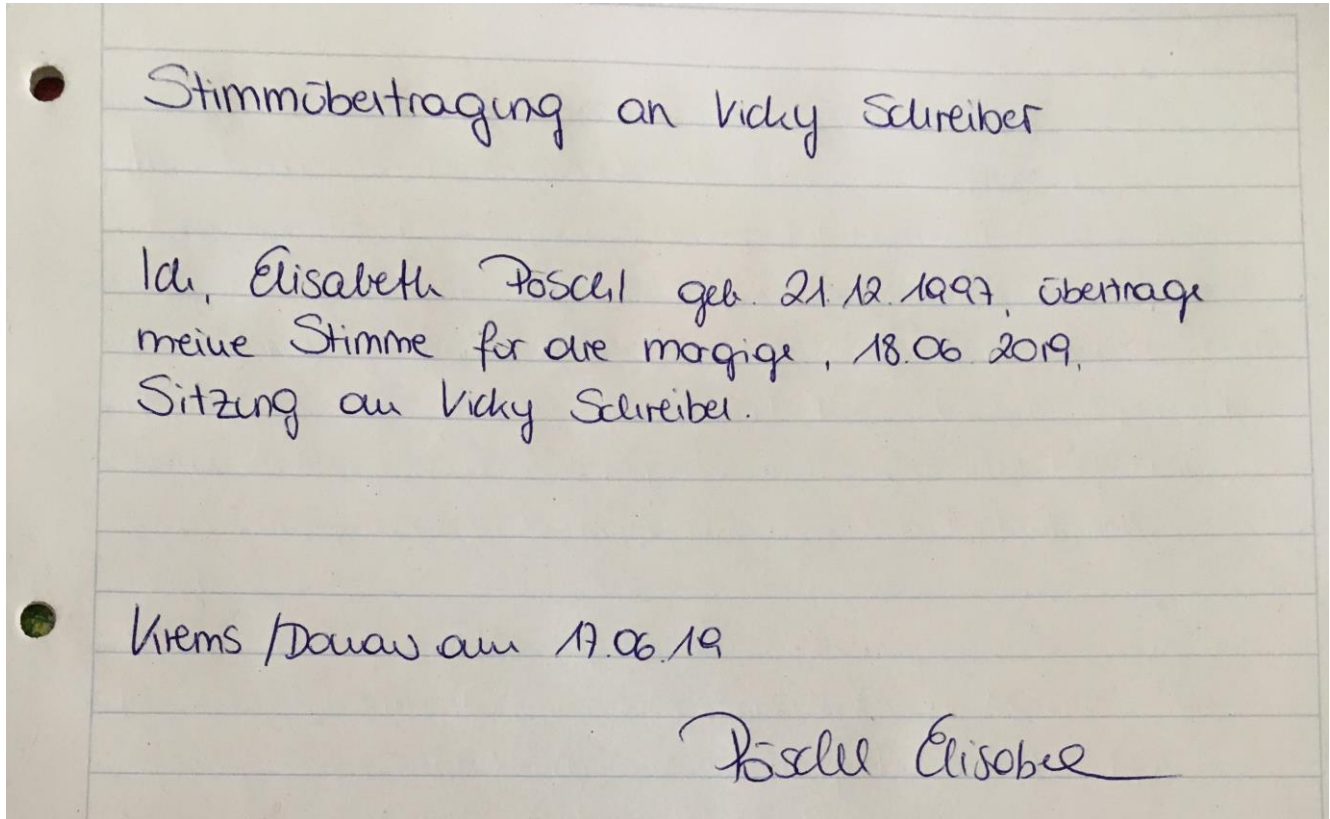 Stimmübertragung an Vicky Schreiber
Ich, Elisabeth Pöschl geb. 21.12.1997, übertrage
meine Stimme für die morgige, 18.06.2019,
Sitzung an Vicky Schreiber.
Krems/Donau am 17.06.19
Pöschl Elisabeth